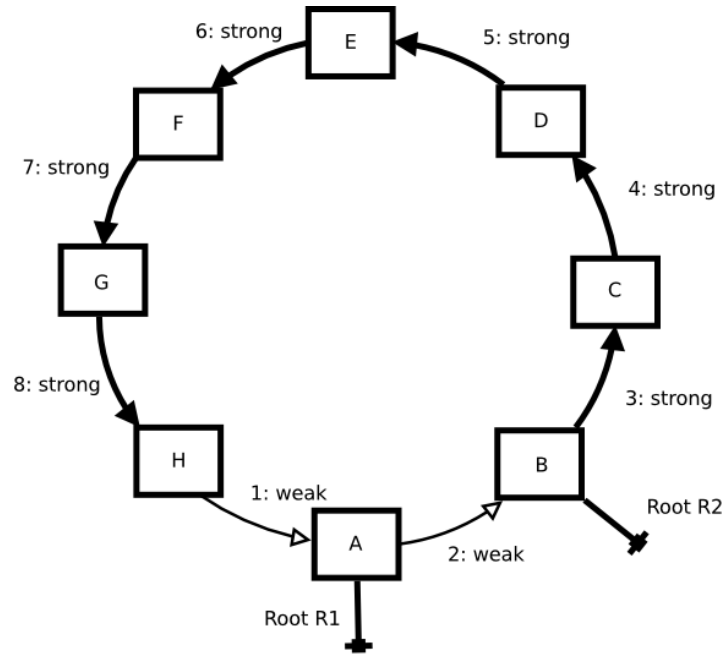 6: strong
E
5: strong
F
D
7: strong
4: strong
G
C
8: strong
3: strong
H
B
1: weak
Root R2
A
2: weak
Root R1